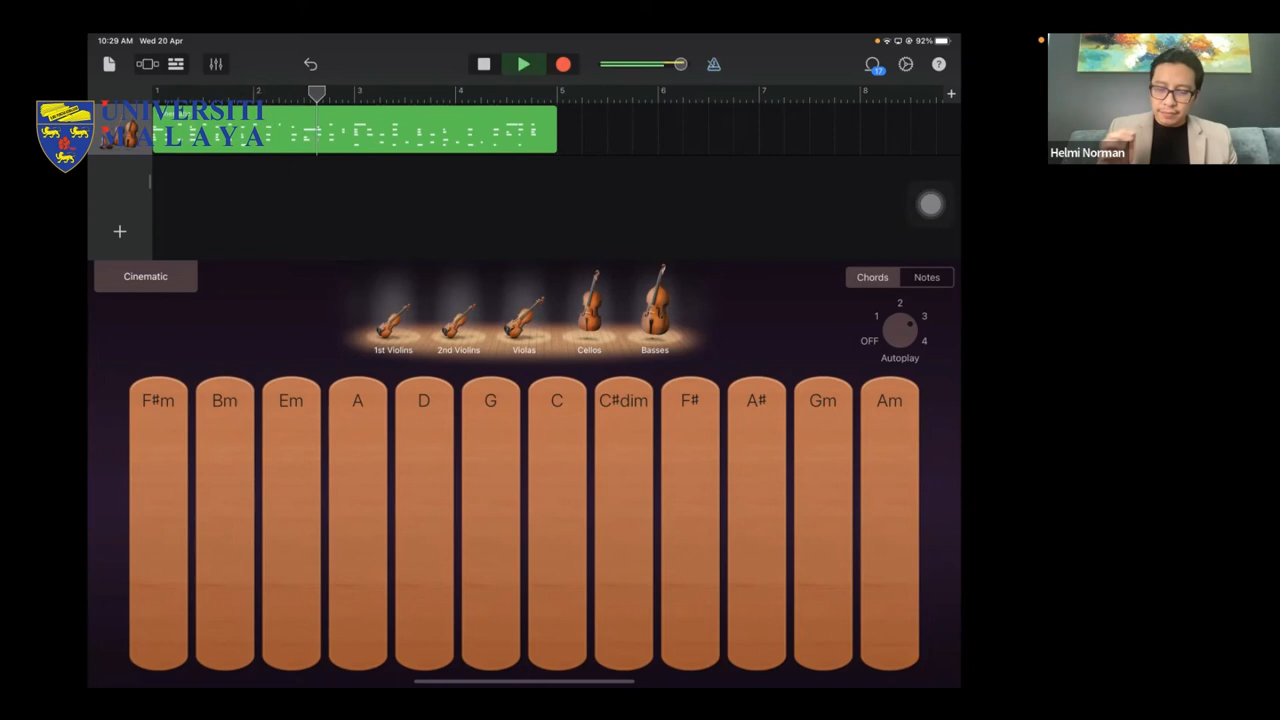 10:29 AM Wed 20 Apr
92%
17
?
1 2 3 4 5 6 7 8
UNIVERSITI
MALAYA
Helmi Norman
Cinematic
Chords Notes
2
1 3
OFF 4
Autoplay
1st Violins 2nd Violins Violas Cellos Basses
F#m Bm Em A D G C C#dim F# A# Gm Am